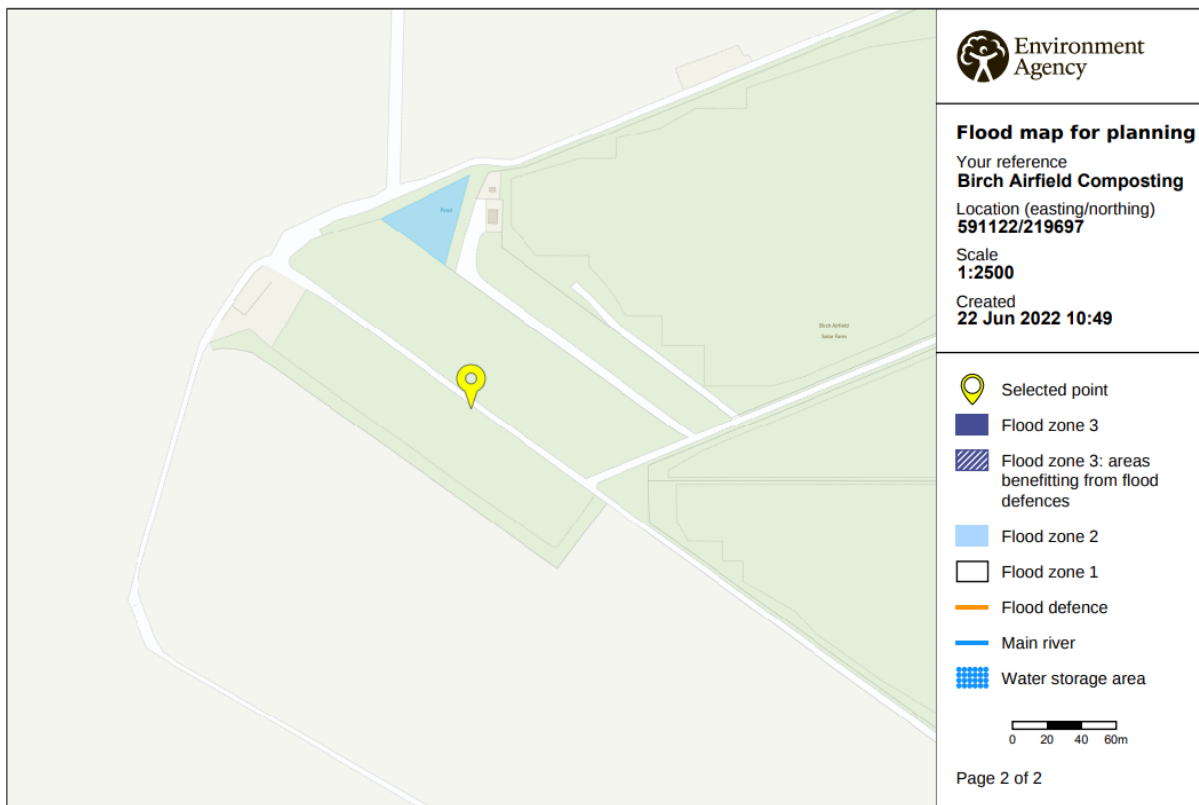 Pond
Birch Airfield
Solar Farm
Environment
Agency
Flood map for planning
Your reference
Birch Airfield Composting
Location (easting/northing)
591122/219697
Scale
1:2500
Created
22 Jun 2022 10:49
Selected point
Flood zone 3
Flood zone 3: areas
benefitting from flood
defences
Flood zone 2
Flood zone 1
Flood defence
Main river
Water storage area
0 20 40 60m
Page 2 of 2